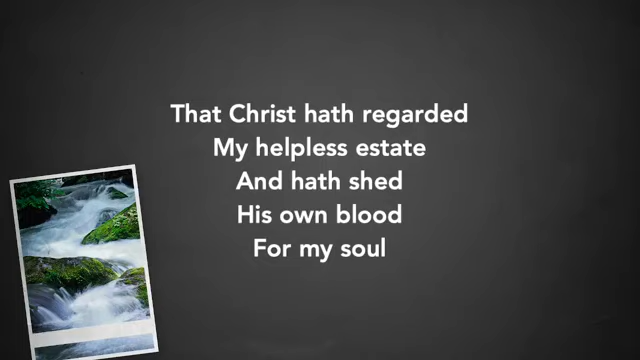 That Christ hath regarded
My helpless estate
And hath shed
His own blood
For my soul